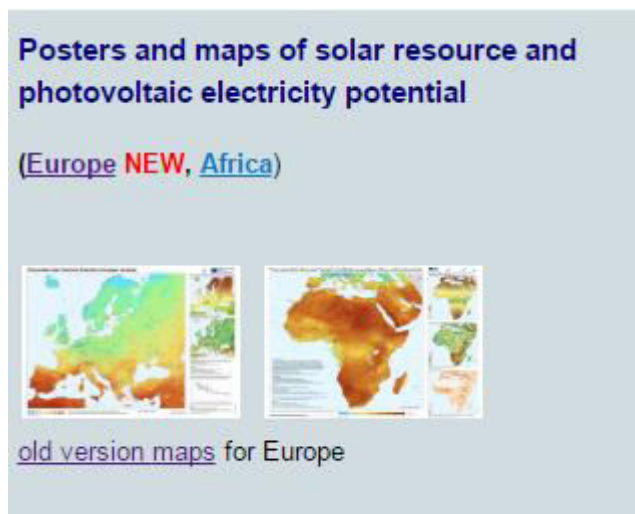 Posters and maps of solar resource and
photovoltaic electricity potential
(Europe NEW, Africa)
old version maps for Europe